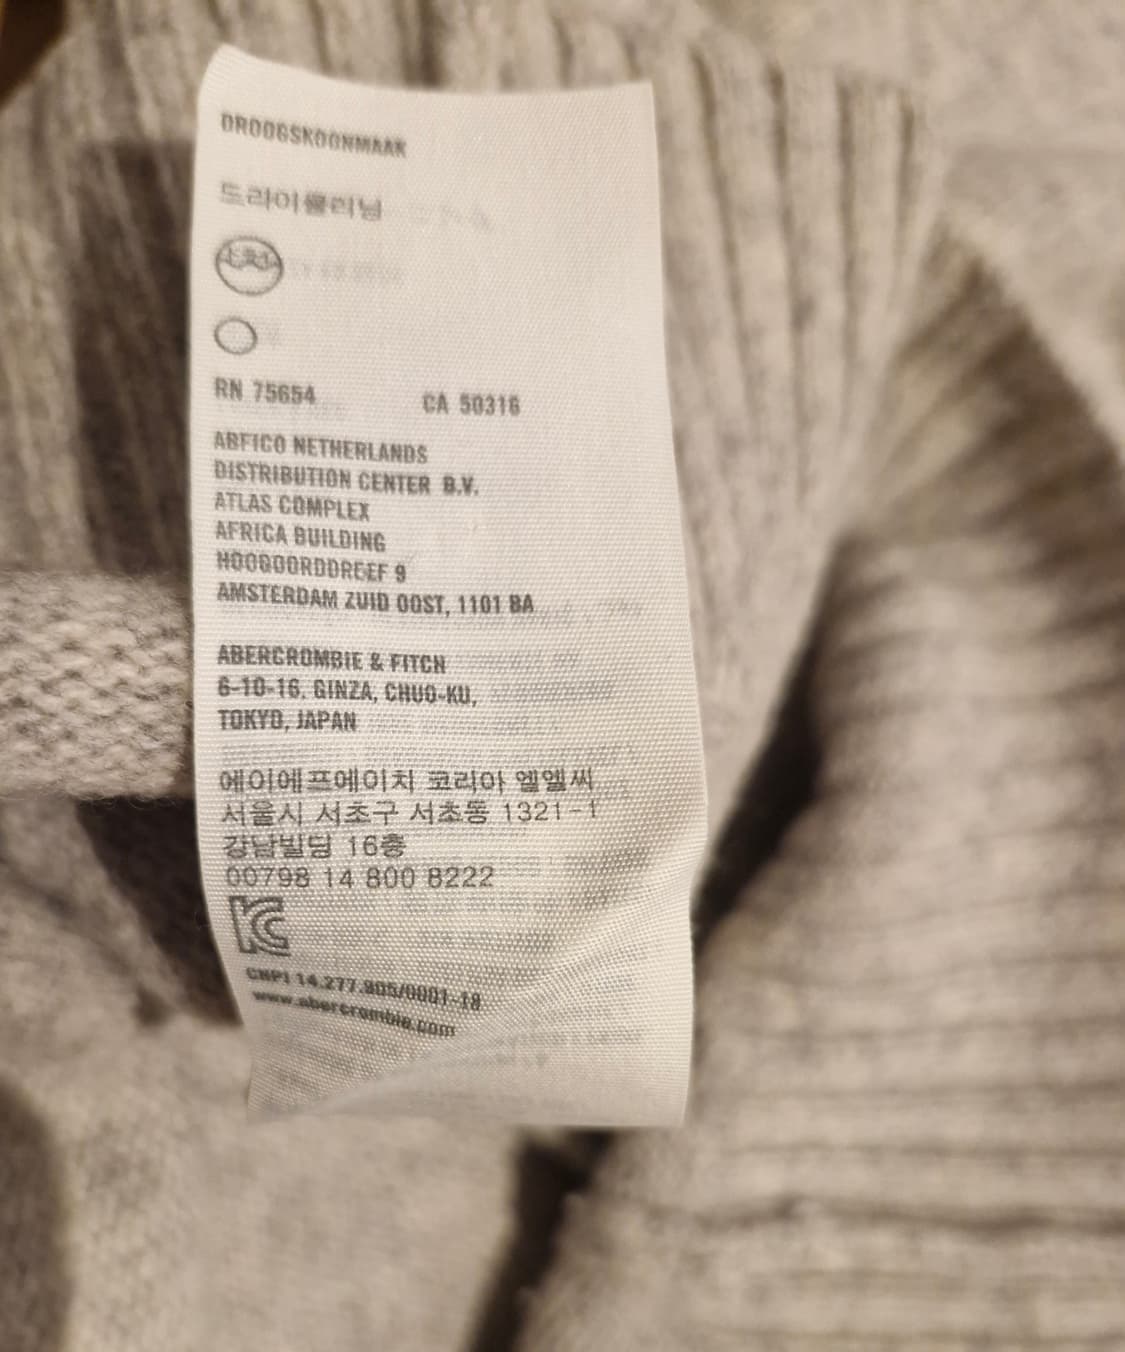 DROOGSKOONMAAK
드라이클리닝
RN 75654 CA 50316
ABFICO NETHERLANDS
DISTRIBUTION CENTER B.V.
ATLAS COMPLEX
AFRICA BUILDING
HOOGOORDDREEF 9
AMSTERDAM ZUID OOST, 1101 BA
ABERCROMBIE & FITCH
6-10-16, GINZA, CHUO-KU,
TOKYO, JAPAN
에이에프에이치 코리아 엘엘씨
서울시 서초구 서초동 1321-1
강남빌딩 16층
00798 14 800 8222
KC
CNPJ 14.277.805/0001-18
www.abercrombie.com